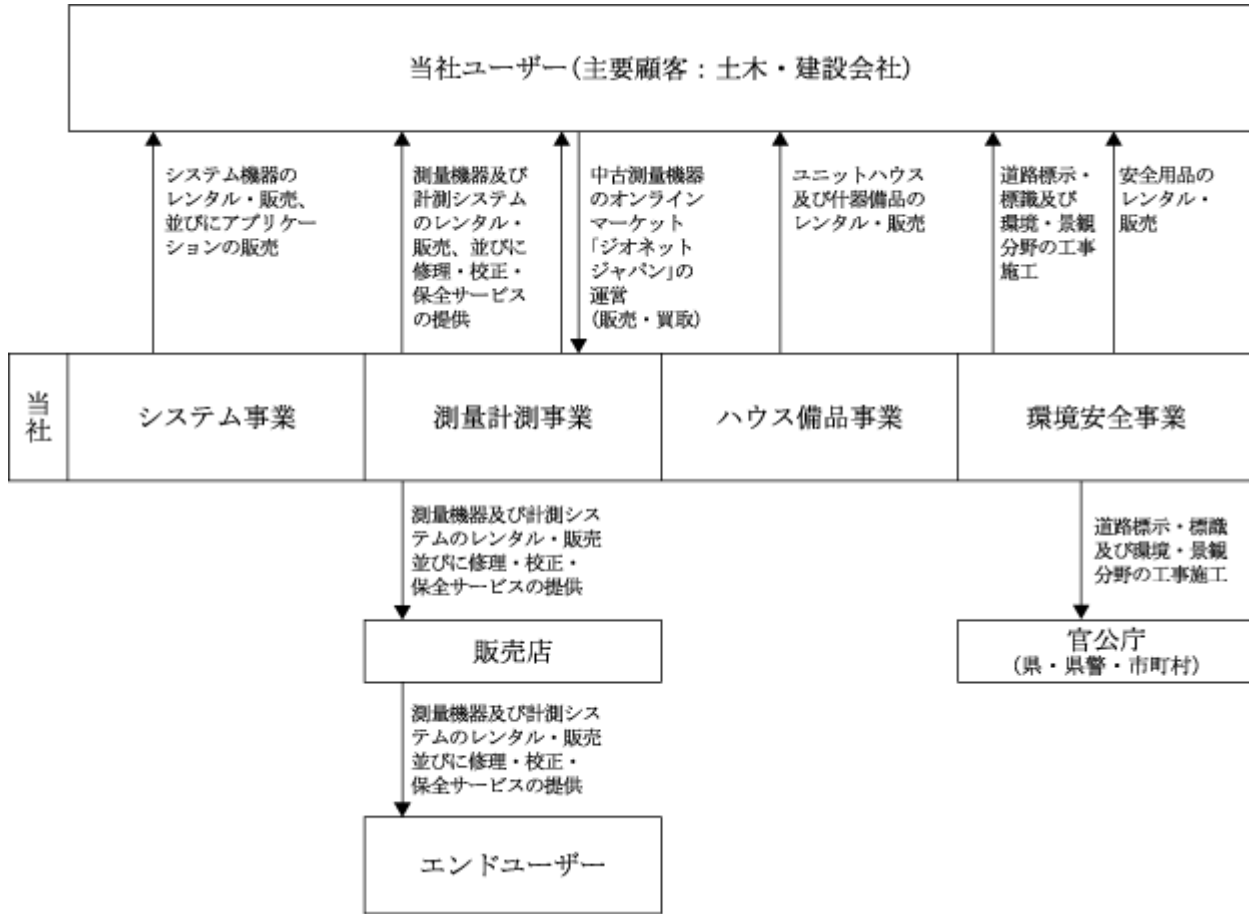 当社ユーザー(主要顧客：土木・建設会社)
システム機器の
レンタル・販売、
並びにアプリケー
ションの販売
測量機器及び
計測システム
のレンタル・
販売、並びに
修理・校正・
保全サービス
の提供
中古測量機器
のオンライン
マーケット
「ジオネット
ジャパン」の
運営
(販売・買取)
ユニットハウス
及び什器備品の
レンタル・販売
道路標示・
標識及び
環境・景観
分野の工事
施工
安全用品の
レンタル・
販売
当社
システム事業
測量計測事業
ハウス備品事業
環境安全事業
測量機器及び計測シス
テムのレンタル・販売
並びに修理・校正・
保全サービスの提供
道路標示・標識
及び環境・景観
分野の工事施工
販売店
官公庁
(県・県警・市町村)
測量機器及び計測シス
テムのレンタル・販売
並びに修理・校正・
保全サービスの提供
エンドユーザー